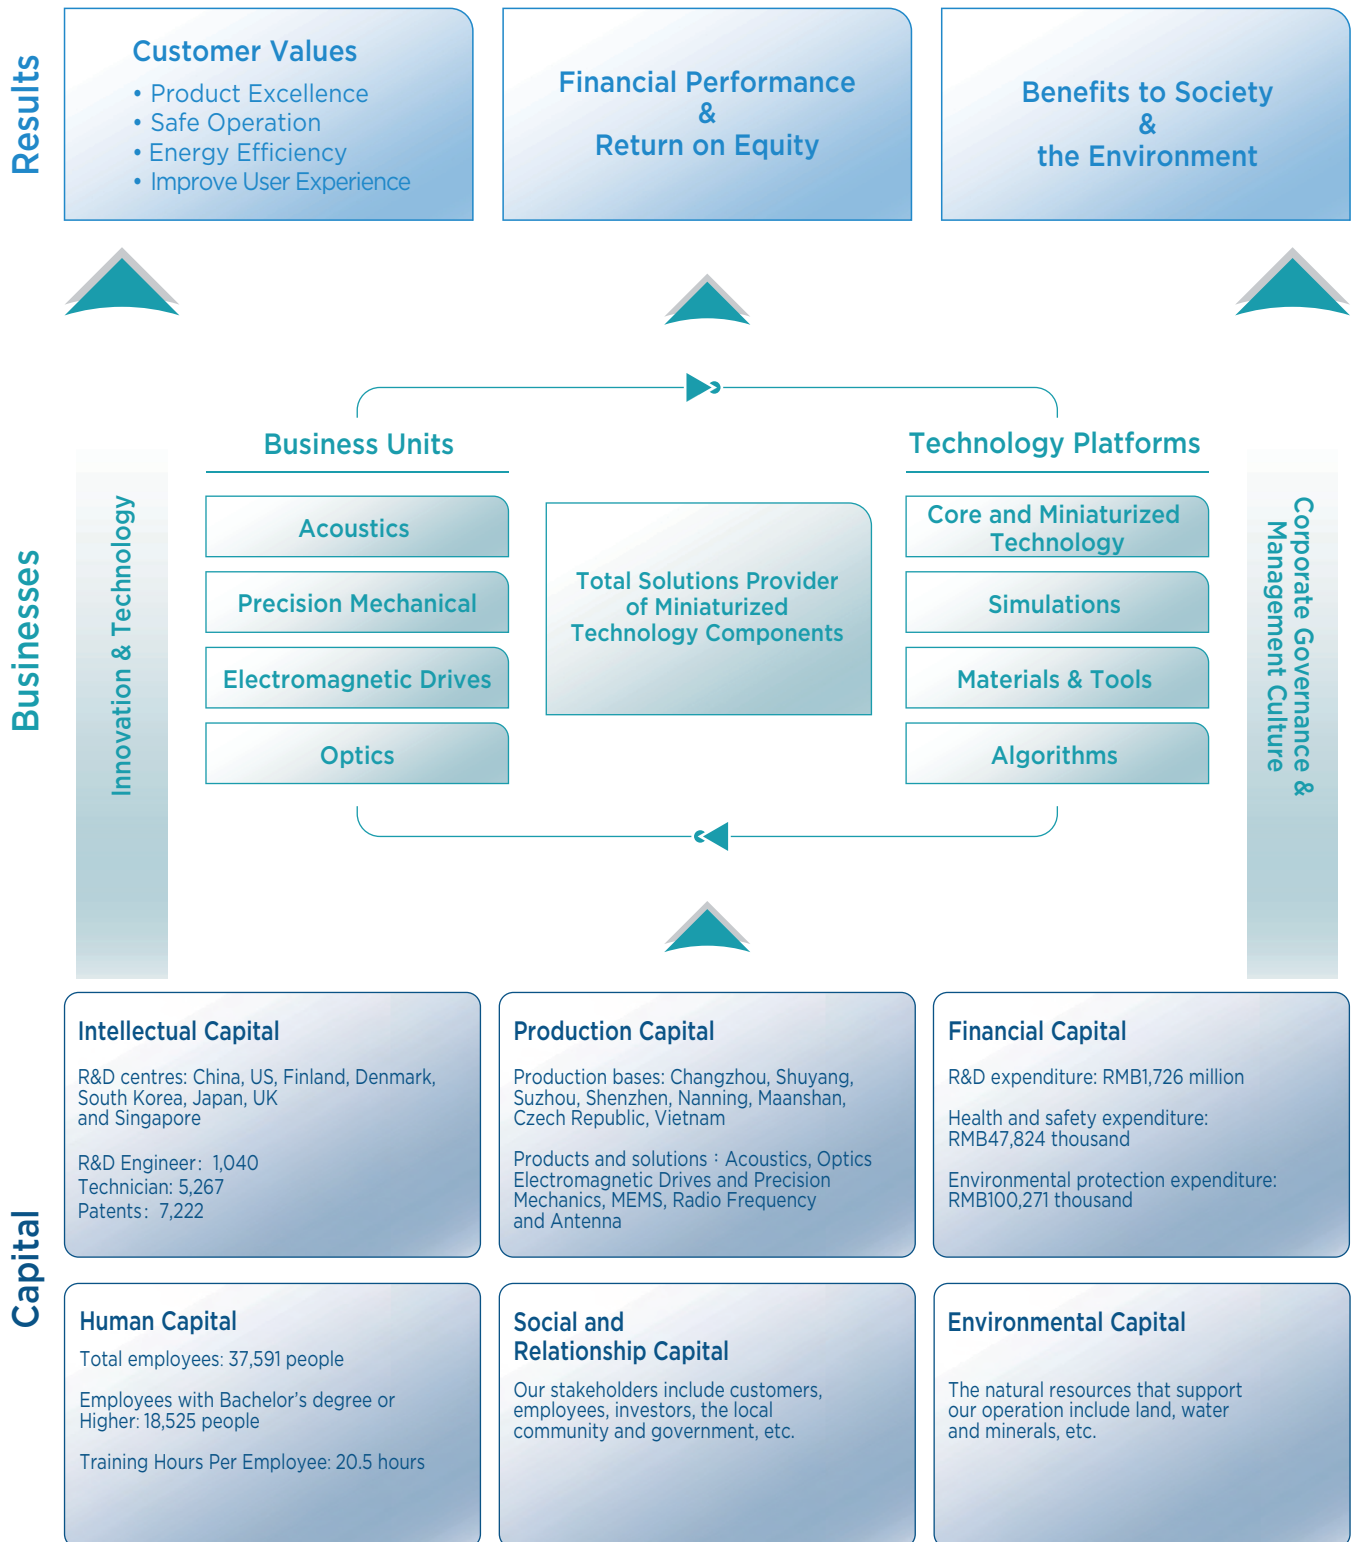 Results
Customer Values
• Product Excellence
• Safe Operation
• Energy Efficiency
• Improve User Experience
Financial Performance
&
Return on Equity
Benefits to Society
&
the Environment
Businesses
Innovation & Technology
Business Units
Acoustics
Precision Mechanical
Electromagnetic Drives
Optics
Total Solutions Provider
of Miniaturized
Technology Components
Technology Platforms
Core and Miniaturized
Technology
Simulations
Materials & Tools
Algorithms
Corporate Governance &
Management Culture
Capital
Intellectual Capital
R&D centres: China, US, Finland, Denmark,
South Korea, Japan, UK
and Singapore
R&D Engineer: 1,040
Technician: 5,267
Patents: 7,222
Production Capital
Production bases: Changzhou, Shuyang,
Suzhou, Shenzhen, Nanning, Maanshan,
Czech Republic, Vietnam
Products and solutions：Acoustics, Optics
Electromagnetic Drives and Precision
Mechanics, MEMS, Radio Frequency
and Antenna
Financial Capital
R&D expenditure: RMB1,726 million
Health and safety expenditure:
RMB47,824 thousand
Environmental protection expenditure:
RMB100,271 thousand
Human Capital
Total employees: 37,591 people
Employees with Bachelor's degree or
Higher: 18,525 people
Training Hours Per Employee: 20.5 hours
Social and
Relationship Capital
Our stakeholders include customers,
employees, investors, the local
community and government, etc.
Environmental Capital
The natural resources that support
our operation include land, water
and minerals, etc.